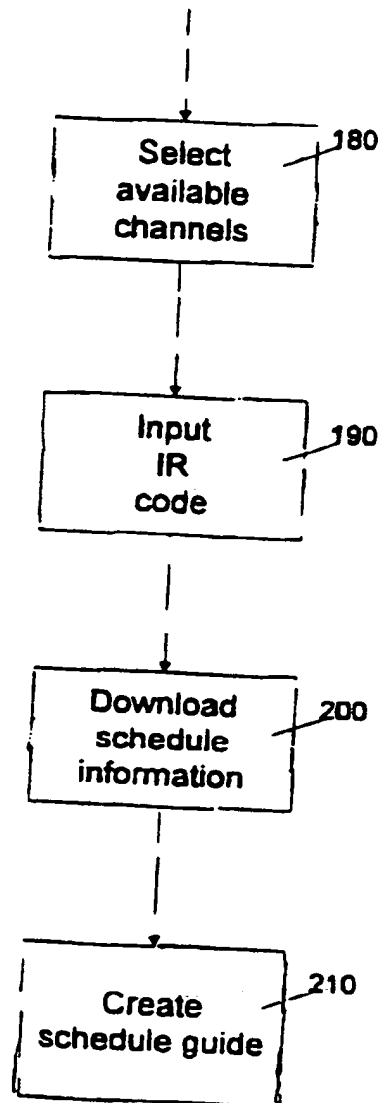 180
Select
available
channels
190
Input
IR
code
200
Download
schedule
information
210
Create
schedule guide